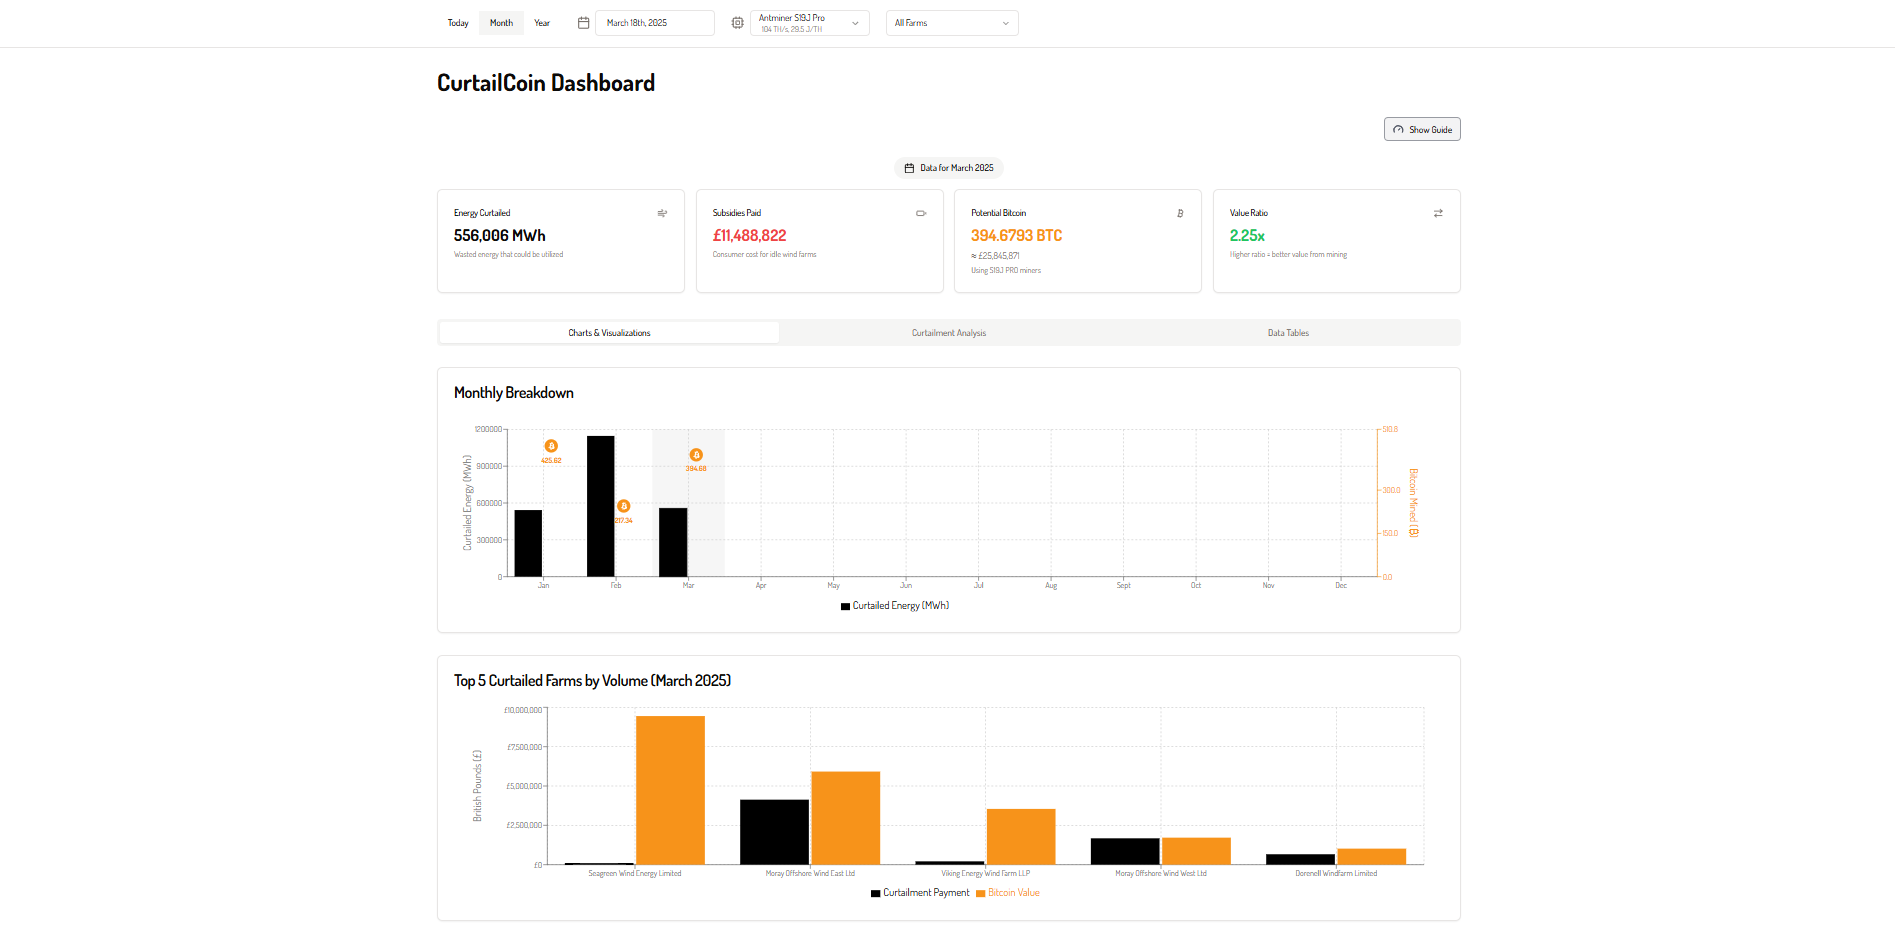 Today Month Year March 18th, 2025 Antminer S19J Pro All Farms
104 TH/s, 29.5 J/TH
CurtailCoin Dashboard
Show Guide
Data for March 2025
Energy Curtailed
556,006 MWh
Wasted energy that could be utilized
Subsidies Paid
£11,488,822
Consumer cost for idle wind farms
Potential Bitcoin
394.6793 BTC
≈ £25,845,871
Using S19J PRO miners
Value Ratio
2.25x
Higher ratio = better value from mining
Charts & Visualizations Curtailment Analysis Data Tables
Monthly Breakdown
Curtailed Energy (MWh)
1200000
900000
600000
300000
0
425.62
217.34
394.68
510.8
300.0
150.0
0.0
Bitcoin Mined (₿)
Jan Feb Mar Apr May Jun Jul Aug Sept Oct Nov Dec
Curtailed Energy (MWh)
Top 5 Curtailed Farms by Volume (March 2025)
British Pounds (£)
£10,000,000
£7,500,000
£5,000,000
£2,500,000
£0
Seagreen Wind Energy Limited Moray Offshore Wind East Ltd Viking Energy Wind Farm LLP Moray Offshore Wind West Ltd Dorenell Windfarm Limited
Curtailment Payment Bitcoin Value